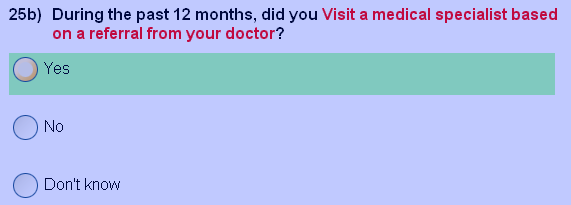 25b) During the past 12 months, did you Visit a medical specialist based
on a referral from your doctor?
Yes
No
Don't know